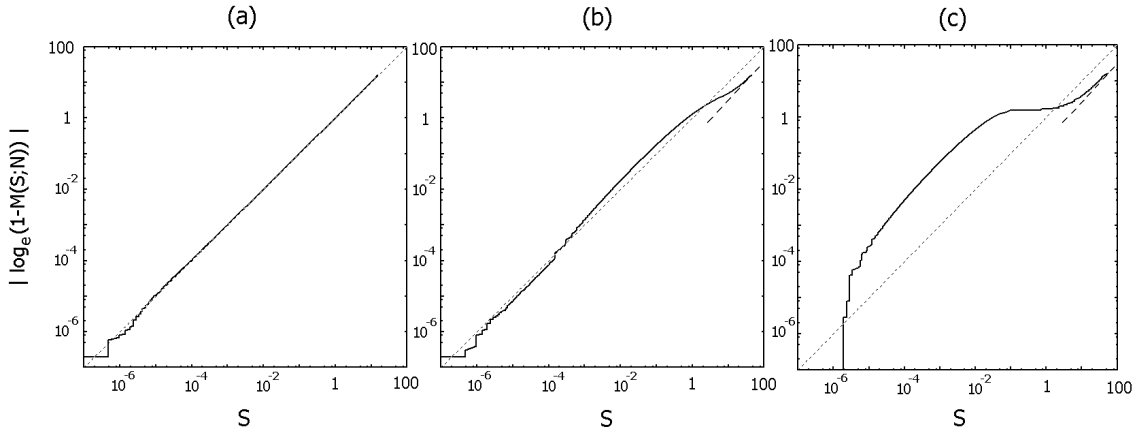 (a) (b) (c)
| logₑ(1-M(S;N)) |
100 100 100
1 1 1
10⁻² 10⁻² 10⁻²
10⁻⁴ 10⁻⁴ 10⁻⁴
10⁻⁶ 10⁻⁶ 10⁻⁶
10⁻⁶ 10⁻⁴ 10⁻² 1 100 10⁻⁶ 10⁻⁴ 10⁻² 1 100 10⁻⁶ 10⁻⁴ 10⁻² 1 100
S S S